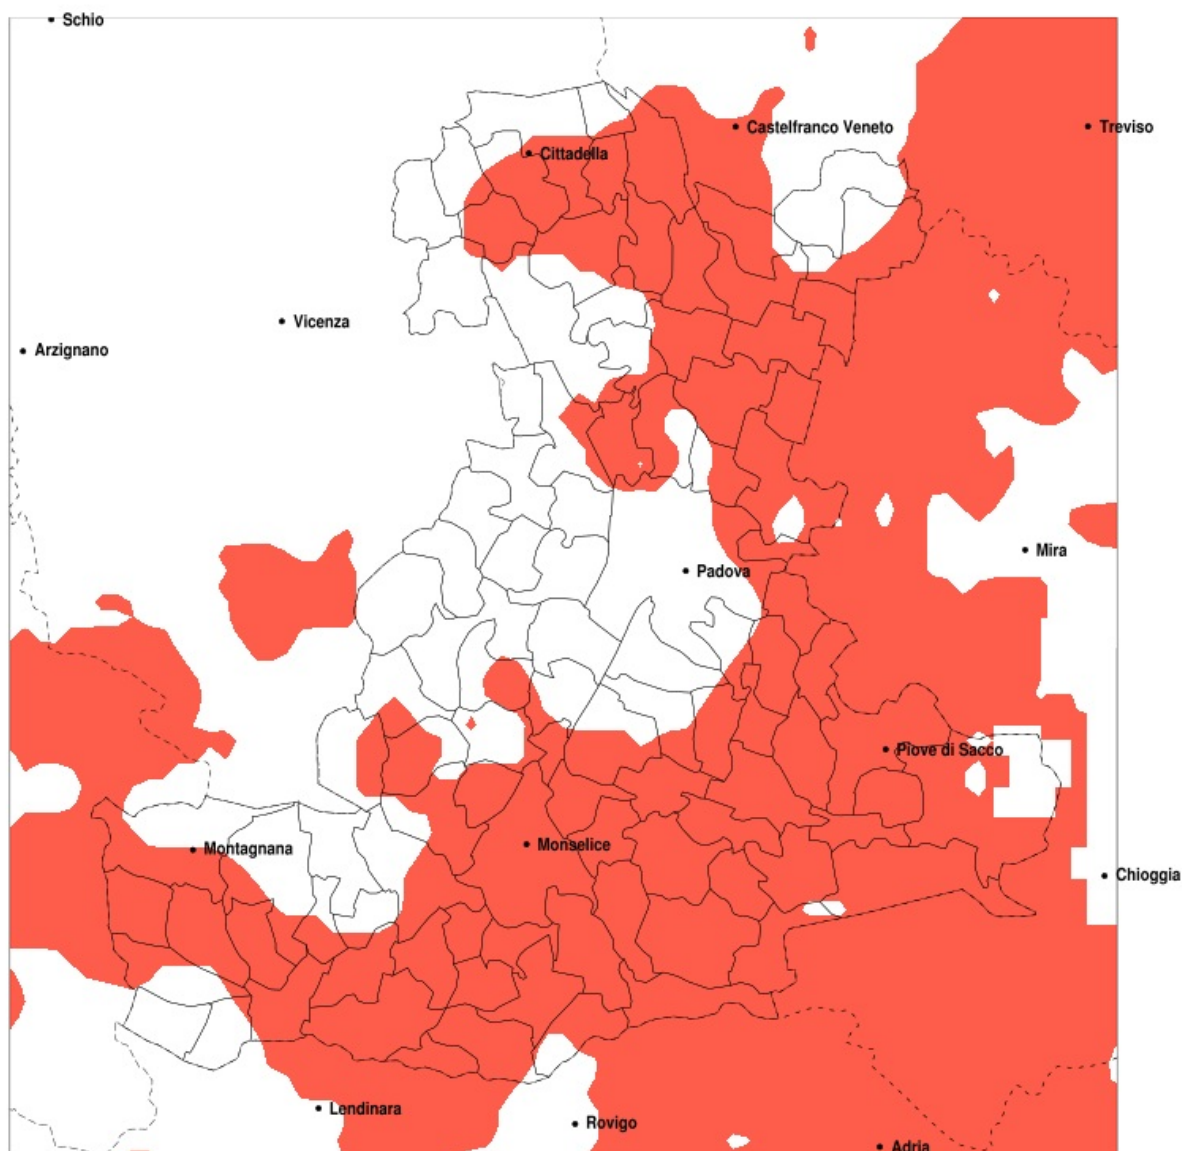 Schio
Castelfranco Veneto
Treviso
Cittadella
Vicenza
Arzignano
Mira
Padova
Piove di Sacco
Monselice
Montagnana
Chioggia
Lendinara
Rovigo
Adria